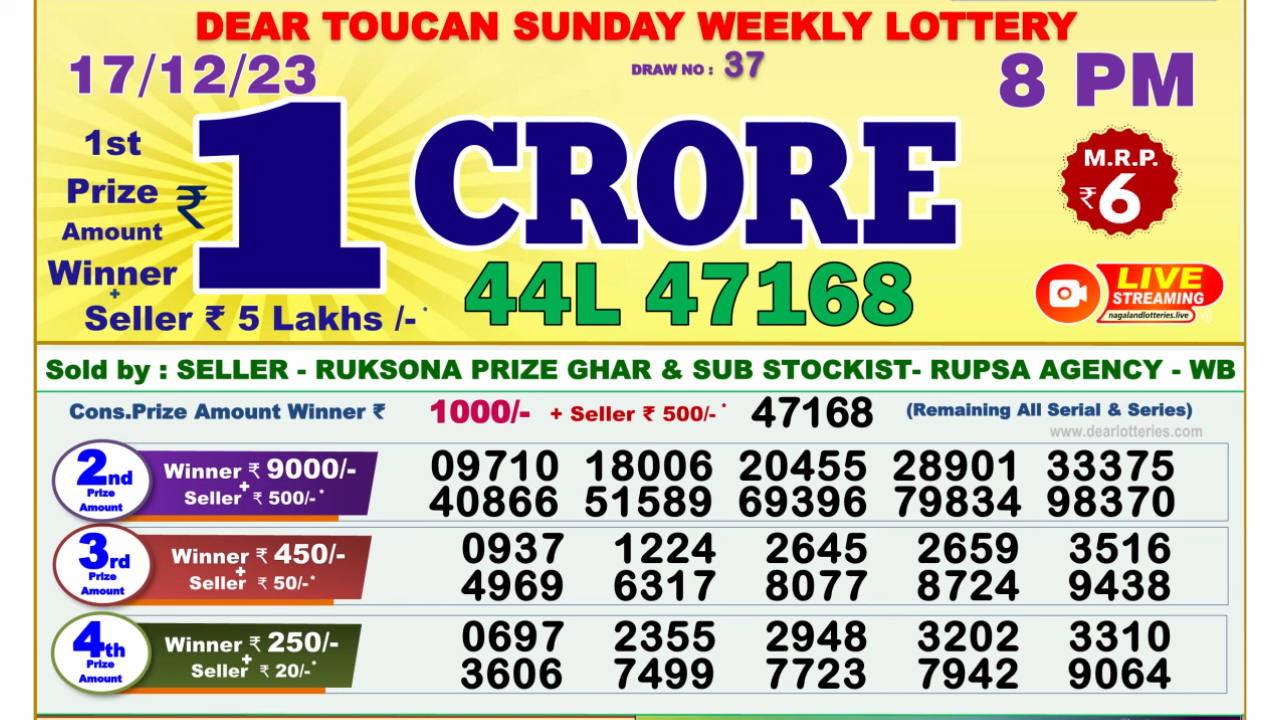 DEAR TOUCAN SUNDAY WEEKLY LOTTERY
17/12/23
DRAW NO : 37
8 PM
1st
Prize
Amount
Winner
+
Seller ₹ 5 Lakhs /-*
₹ 1 CRORE
44L 47168
M.R.P.
₹6
LIVE
STREAMING
nagalandlotteries.live
Sold by : SELLER - RUKSONA PRIZE GHAR & SUB STOCKIST- RUPSA AGENCY - WB
Cons.Prize Amount Winner ₹ 1000/- + Seller ₹ 500/-* 47168 (Remaining All Serial & Series)
www.dearlotteries.com
2nd
Prize
Amount
Winner ₹ 9000/-
+
Seller ₹ 500/-*
09710 18006 20455 28901 33375
40866 51589 69396 79834 98370
3rd
Prize
Amount
Winner ₹ 450/-
+
Seller ₹ 50/-*
0937 1224 2645 2659 3516
4969 6317 8077 8724 9438
4th
Prize
Amount
Winner ₹ 250/-
+
Seller ₹ 20/-*
0697 2355 2948 3202 3310
3606 7499 7723 7942 9064